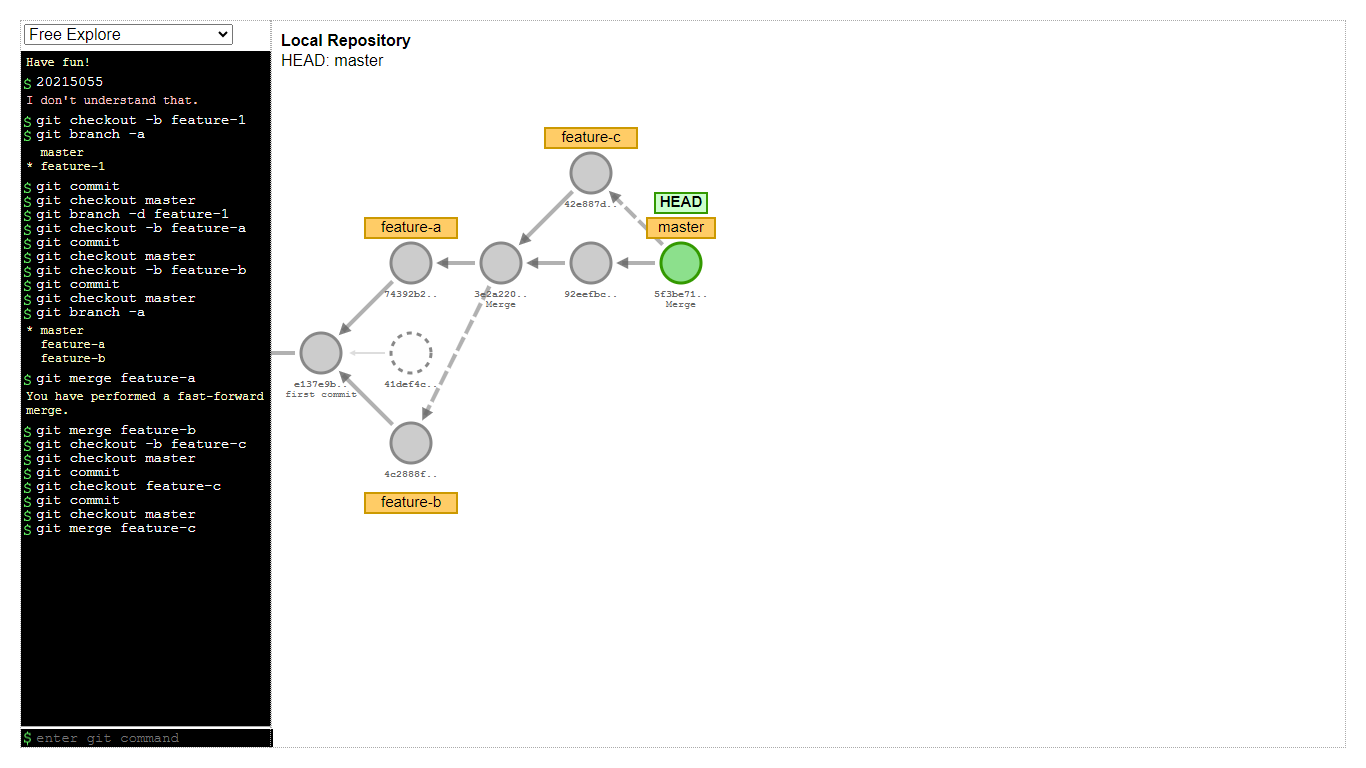 Free Explore
Have fun!
$ 20215055
I don't understand that.
$ git checkout -b feature-1
$ git branch -a
master
* feature-1
$ git commit
$ git checkout master
$ git branch -d feature-1
$ git checkout -b feature-a
$ git commit
$ git checkout master
$ git checkout -b feature-b
$ git commit
$ git checkout master
$ git branch -a
* master
feature-a
feature-b
$ git merge feature-a
You have performed a fast-forward
merge.
$ git merge feature-b
$ git checkout -b feature-c
$ git checkout master
$ git commit
$ git checkout feature-c
$ git commit
$ git checkout master
$ git merge feature-c
$ enter git command
Local Repository
HEAD: master
feature-c
42e887d..
HEAD
feature-a
master
74392b2..
3e2a220..
Merge
92eefbc..
5f3be71..
Merge
e137e9b..
first commit
41def4c..
4c2888f..
feature-b